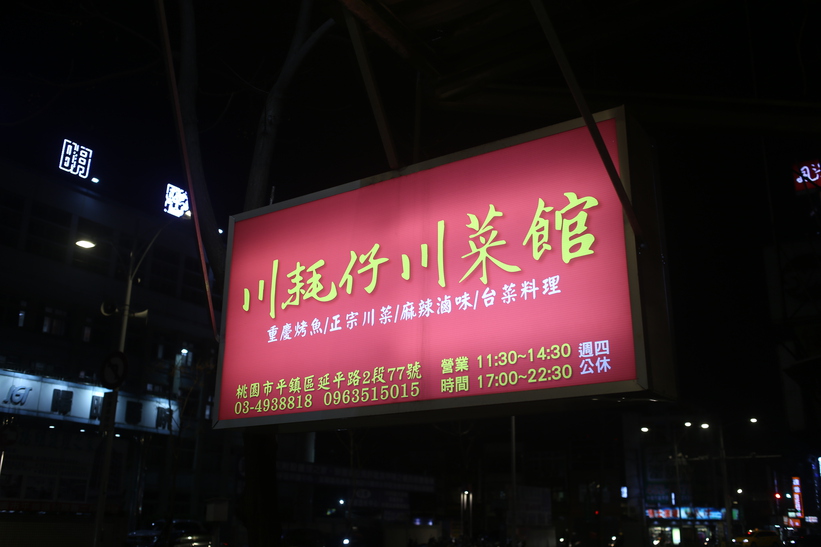 川耗仔川菜館
重慶烤魚/正宗川菜/麻辣滷味/台菜料理
桃園市平鎮區延平路2段77號
03-4938818 0963515015
營業 11:30~14:30
時間 17:00~22:30
週四
公休